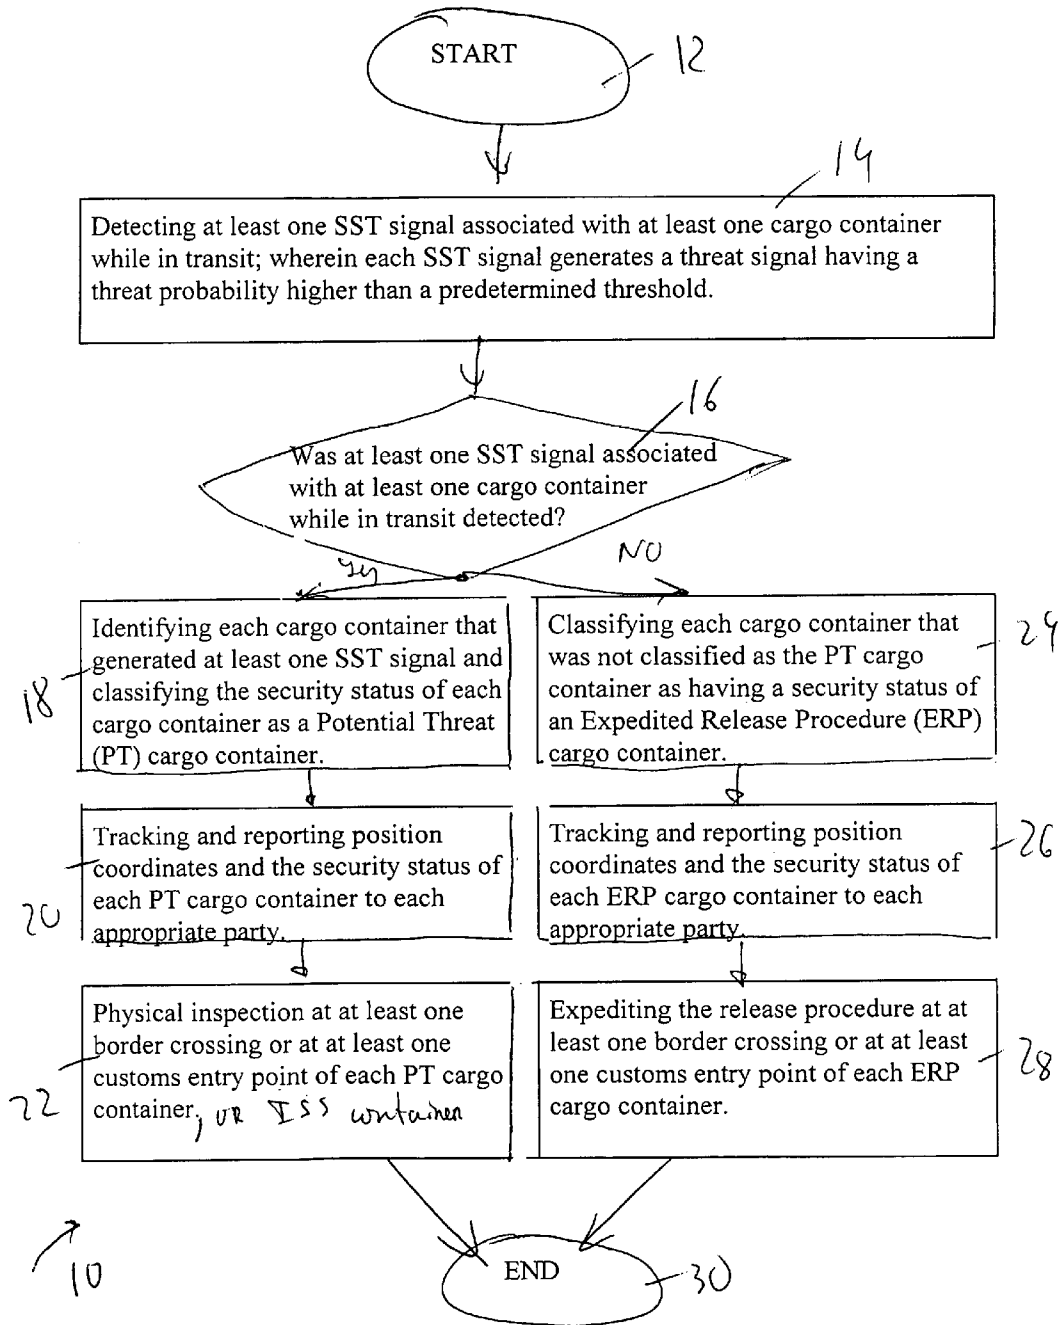 START
12
14
Detecting at least one SST signal associated with at least one cargo container
while in transit; wherein each SST signal generates a threat signal having a
threat probability higher than a predetermined threshold.
16
Was at least one SST signal associated
with at least one cargo container
while in transit detected?
yes
NO
Identifying each cargo container that
generated at least one SST signal and
classifying the security status of each
cargo container as a Potential Threat
(PT) cargo container.
18
Classifying each cargo container that
was not classified as the PT cargo
container as having a security status of
an Expedited Release Procedure (ERP)
cargo container.
24
Tracking and reporting position
coordinates and the security status of
each PT cargo container to each
appropriate party.
20
Tracking and reporting position
coordinates and the security status of
each ERP cargo container to each
appropriate party.
26
Physical inspection at at least one
border crossing or at at least one
customs entry point of each PT cargo
container., OR ISS container
22
Expediting the release procedure at at
least one border crossing or at at least
one customs entry point of each ERP
cargo container.
28
10
END
30